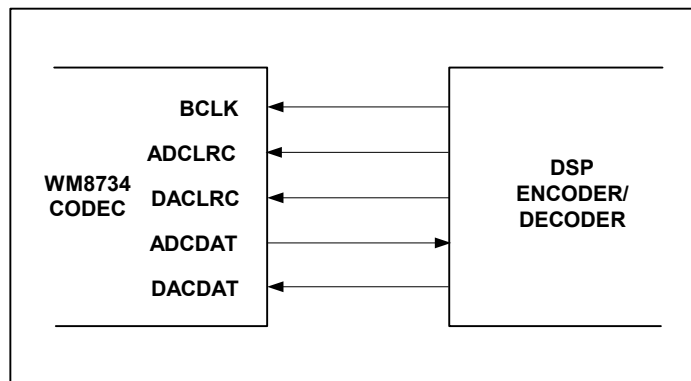 WM8734
CODEC
BCLK
ADCLRC
DACLRC
ADCDAT
DACDAT
DSP
ENCODER/
DECODER